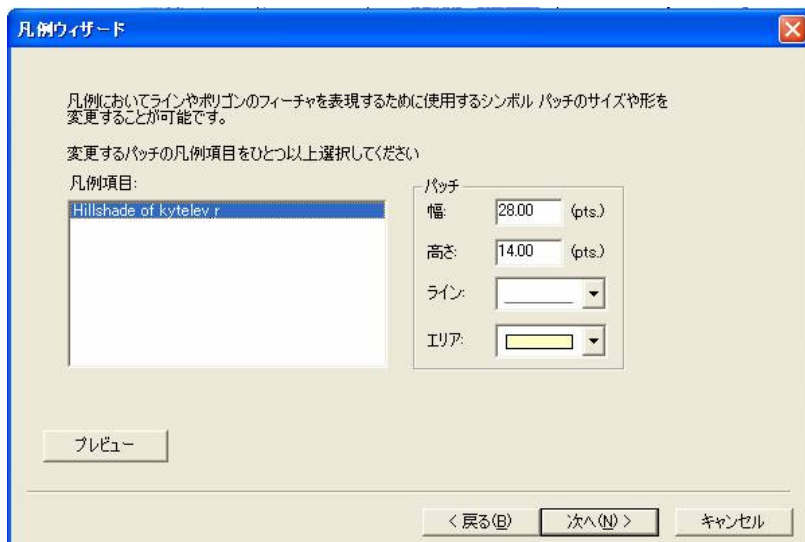 凡例ウィザード
凡例においてラインやポリゴンのフィーチャを表現するために使用するシンボル パッチのサイズや形を
変更することが可能です。
変更するパッチの凡例項目をひとつ以上選択してください
凡例項目:
Hillshade of kytelev r
パッチ
幅: 28.00 (pts.)
高さ: 14.00 (pts.)
ライン:
エリア:
プレビュー
< 戻る(B) 次へ(N) > キャンセル